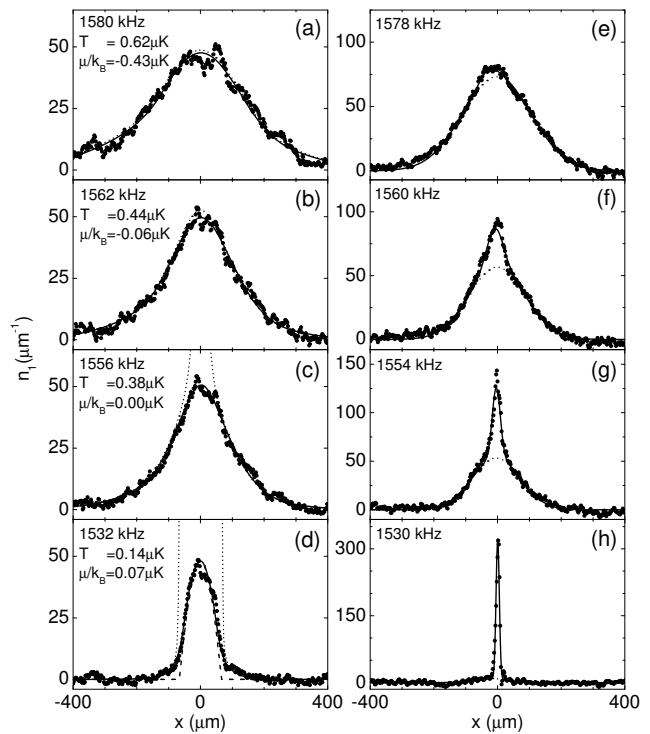 1580 kHz
T = 0.62μK
μ/k_B=-0.43μK
(a)
50
25
0
1562 kHz
T =0.44μK
μ/k_B=-0.06μK
(b)
50
25
0
1556 kHz
T =0.38μK
μ/k_B=0.00μK
(c)
50
25
0
1532 kHz
T =0.14μK
μ/k_B=0.07μK
(d)
50
25
0
n₁(μm⁻¹)
-400 -200 0 200 400
x (μm)
1578 kHz
(e)
100
75
50
25
0
1560 kHz
(f)
100
50
0
1554 kHz
(g)
150
100
50
0
1530 kHz
(h)
300
150
0
-400 -200 0 200 400
x (μm)